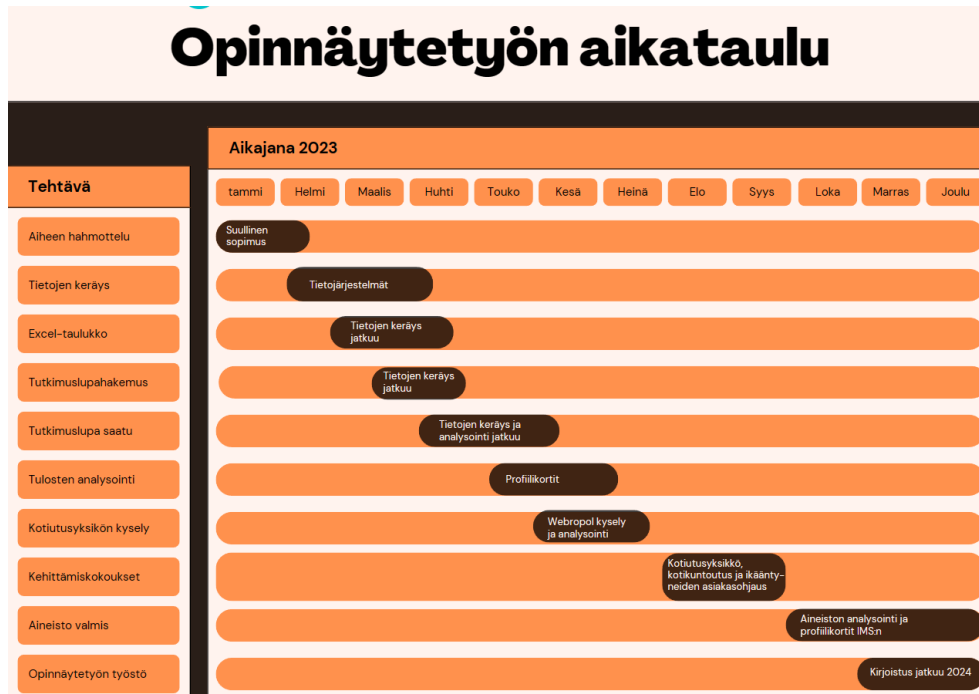 Opinnäytetyön aikataulu
Aikajana 2023
Tehtävä
tammi Helmi Maalis Huhti Touko Kesä Heinä Elo Syys Loka Marras Joulu
Aiheen hahmottelu
Suullinen
sopimus
Tietojen keräys
Tietojärjestelmät
Excel-taulukko
Tietojen keräys
jatkuu
Tutkimuslupahakemus
Tietojen keräys
jatkuu
Tutkimuslupa saatu
Tietojen keräys ja
analysointi jatkuu
Tulosten analysointi
Profiilikortit
Kotiutusyksikön kysely
Webropol kysely
ja analysointi
Kehittämiskokoukset
Kotiutusyksikkö,
kotikuntoutus ja ikäänty-
neiden asiakasohjaus
Aineisto valmis
Aineiston analysointi ja
profiilikortit IMS:n
Opinnäytetyön työstö
Kirjoistus jatkuu 2024